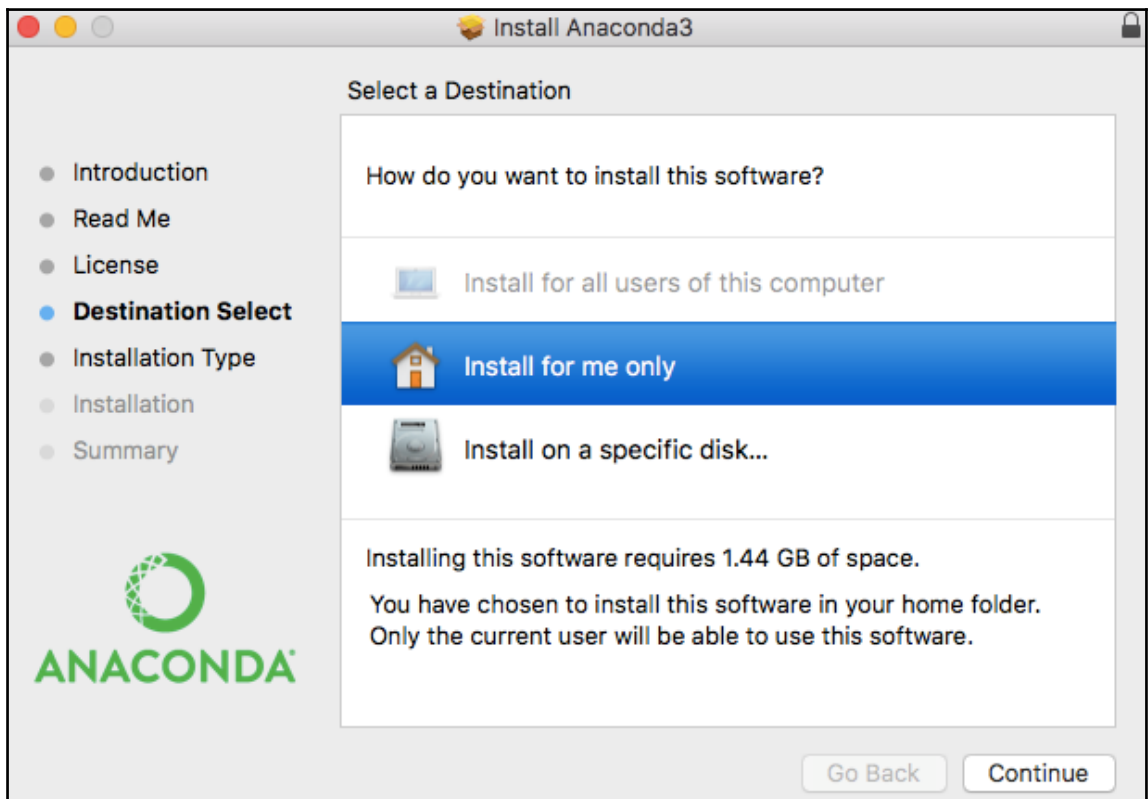 Install Anaconda3
Select a Destination
Introduction
Read Me
License
Destination Select
Installation Type
Installation
Summary
ANACONDA
How do you want to install this software?
Install for all users of this computer
Install for me only
Install on a specific disk...
Installing this software requires 1.44 GB of space.
You have chosen to install this software in your home folder.
Only the current user will be able to use this software.
Go Back
Continue